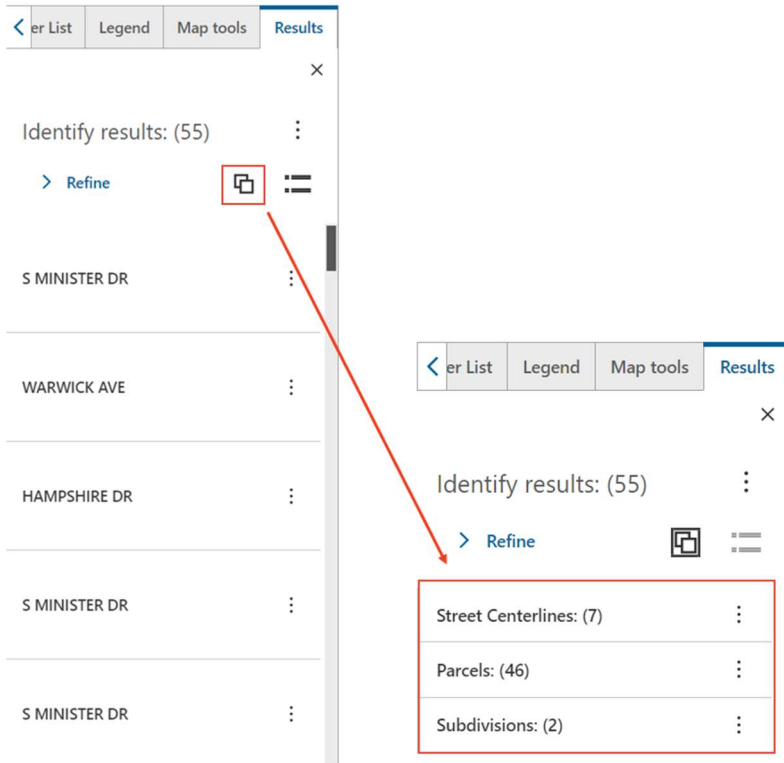 er List Legend Map tools Results
Identify results: (55)
Refine
S MINISTER DR
WARWICK AVE
HAMPSHIRE DR
S MINISTER DR
S MINISTER DR
er List Legend Map tools Results
Identify results: (55)
Refine
Street Centerlines: (7)
Parcels: (46)
Subdivisions: (2)